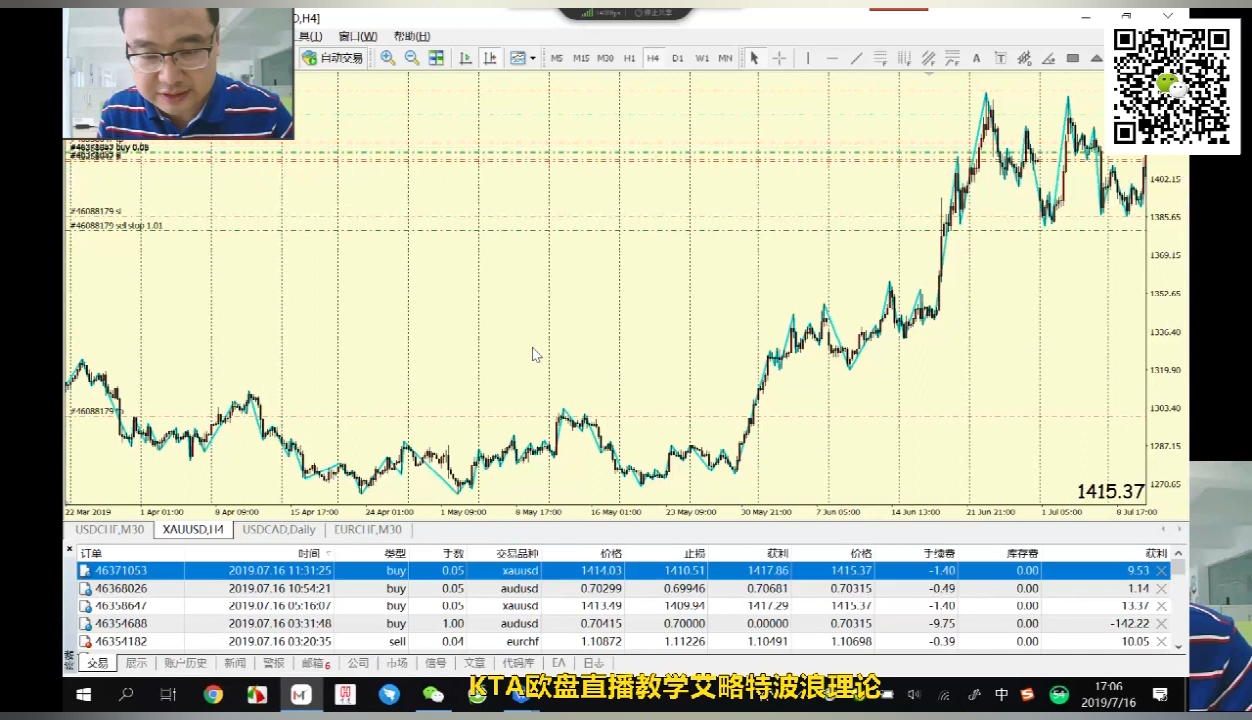 D,H4]
具(T) 窗口(W) 帮助(H)
自动交易 M5 M15 M30 H1 H4 D1 W1 MN
#46088179 sl
#46088179 sell stop 1.01
#46088179 tp
1402.15
1385.65
1369.15
1352.65
1336.40
1319.90
1303.40
1287.15
1270.65
1415.37
22 Mar 2019 1 Apr 01:00 8 Apr 09:00 15 Apr 17:00 24 Apr 01:00 1 May 09:00 8 May 17:00 16 May 01:00 23 May 09:00 30 May 21:00 7 Jun 05:00 14 Jun 13:00 21 Jun 21:00 1 Jul 05:00 8 Jul 17:00
USDCHF,M30 XAUUSD,H4 USDCAD,Daily EURCHF,M30
订单 时间 类型 手数 交易品种 价格 止损 获利 价格 手续费 库存费 获利
46371053 2019.07.16 11:31:25 buy 0.05 xauusd 1414.03 1410.51 1417.86 1415.37 -1.40 0.00 9.53
46368026 2019.07.16 10:54:21 buy 0.05 audusd 0.70299 0.69946 0.70681 0.70315 -0.49 0.00 1.14
46358647 2019.07.16 05:16:07 buy 0.05 xauusd 1413.49 1409.94 1417.29 1415.37 -1.40 0.00 13.37
46354688 2019.07.16 03:31:48 buy 1.00 audusd 0.70415 0.70000 0.00000 0.70315 -9.75 0.00 -142.22
46354182 2019.07.16 03:20:35 sell 0.04 eurchf 1.10872 1.11226 1.10491 1.10698 -0.39 0.00 10.05
交易 展示 账户历史 新闻 警报 邮箱6 公司 市场 信号 文章 代码库 EA 日志
KTA欧盘直播教学艾略特波浪理论
中 17:06
2019/7/16